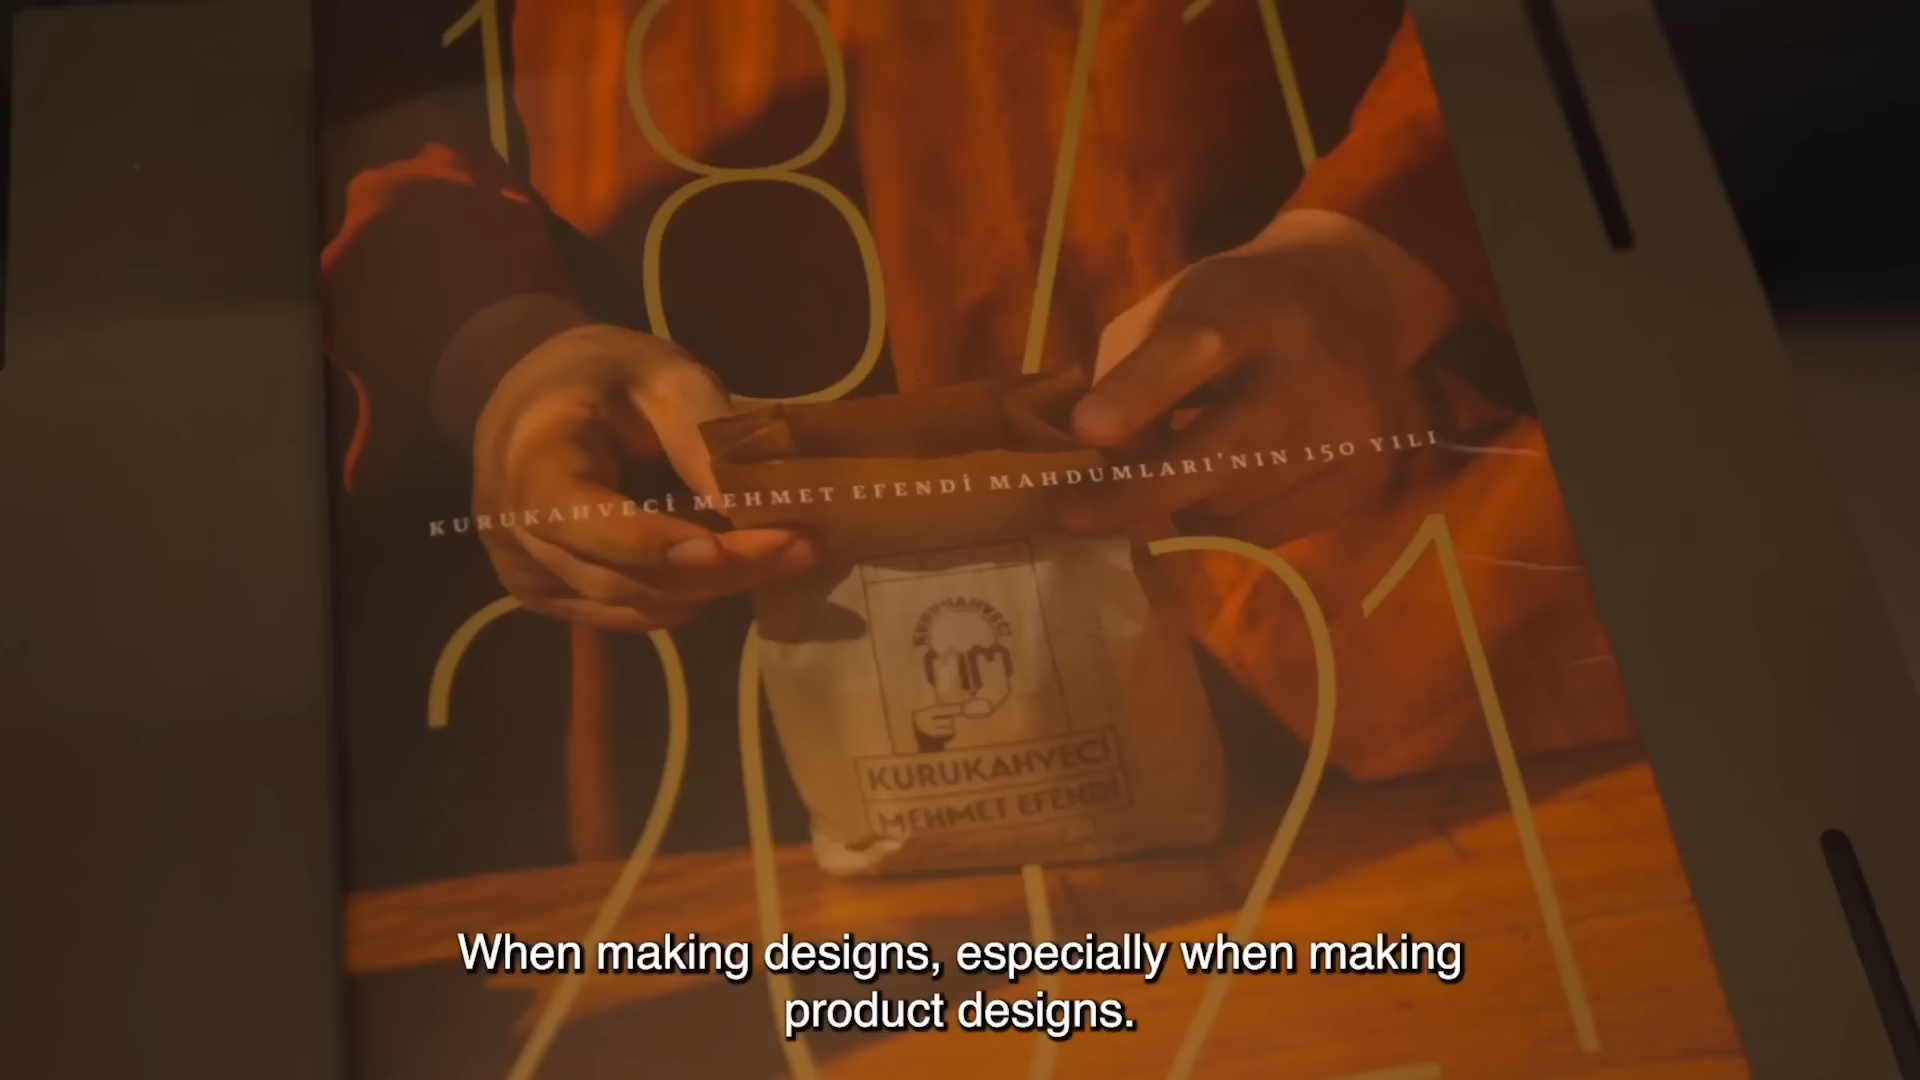 1871
KURUKAHVECİ MEHMET EFENDİ MAHDUMLARI'NIN 150 YILI
2021
KURUKAHVECİ
KURUKAHVECİ
MEHMET EFENDİ
When making designs, especially when making
product designs.